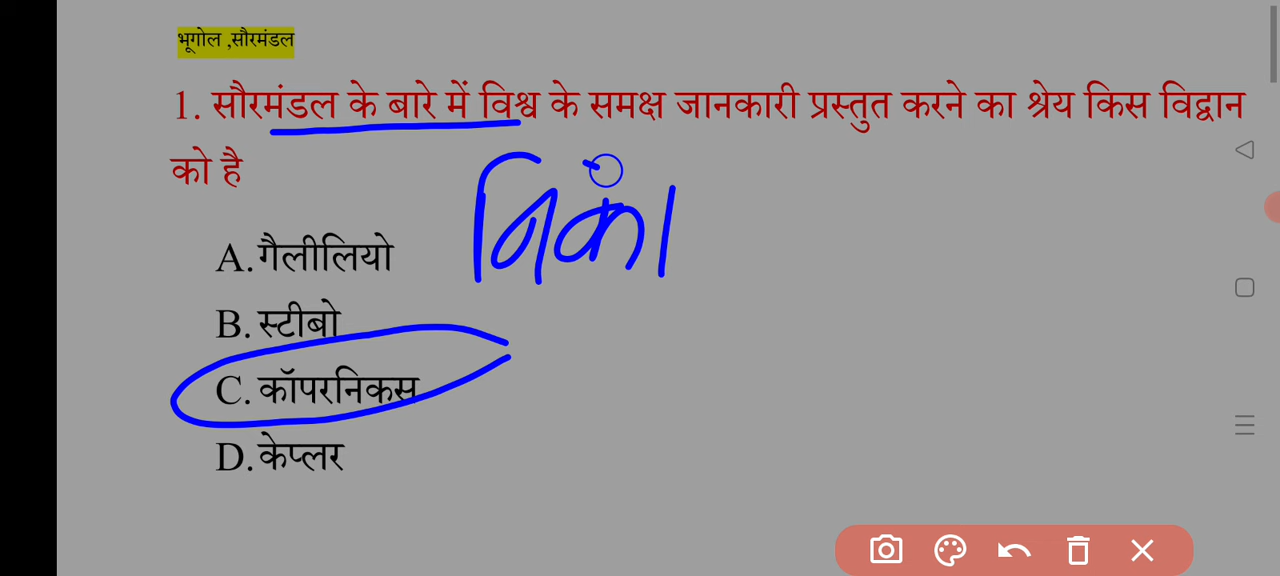 भूगोल ,सौरमंडल
1. सौरमंडल के बारे में विश्व के समक्ष जानकारी प्रस्तुत करने का श्रेय किस विद्वान
को है
निका
A. गैलीलियो
B. स्टीबो
C. कॉपरनिकस
D. केप्लर